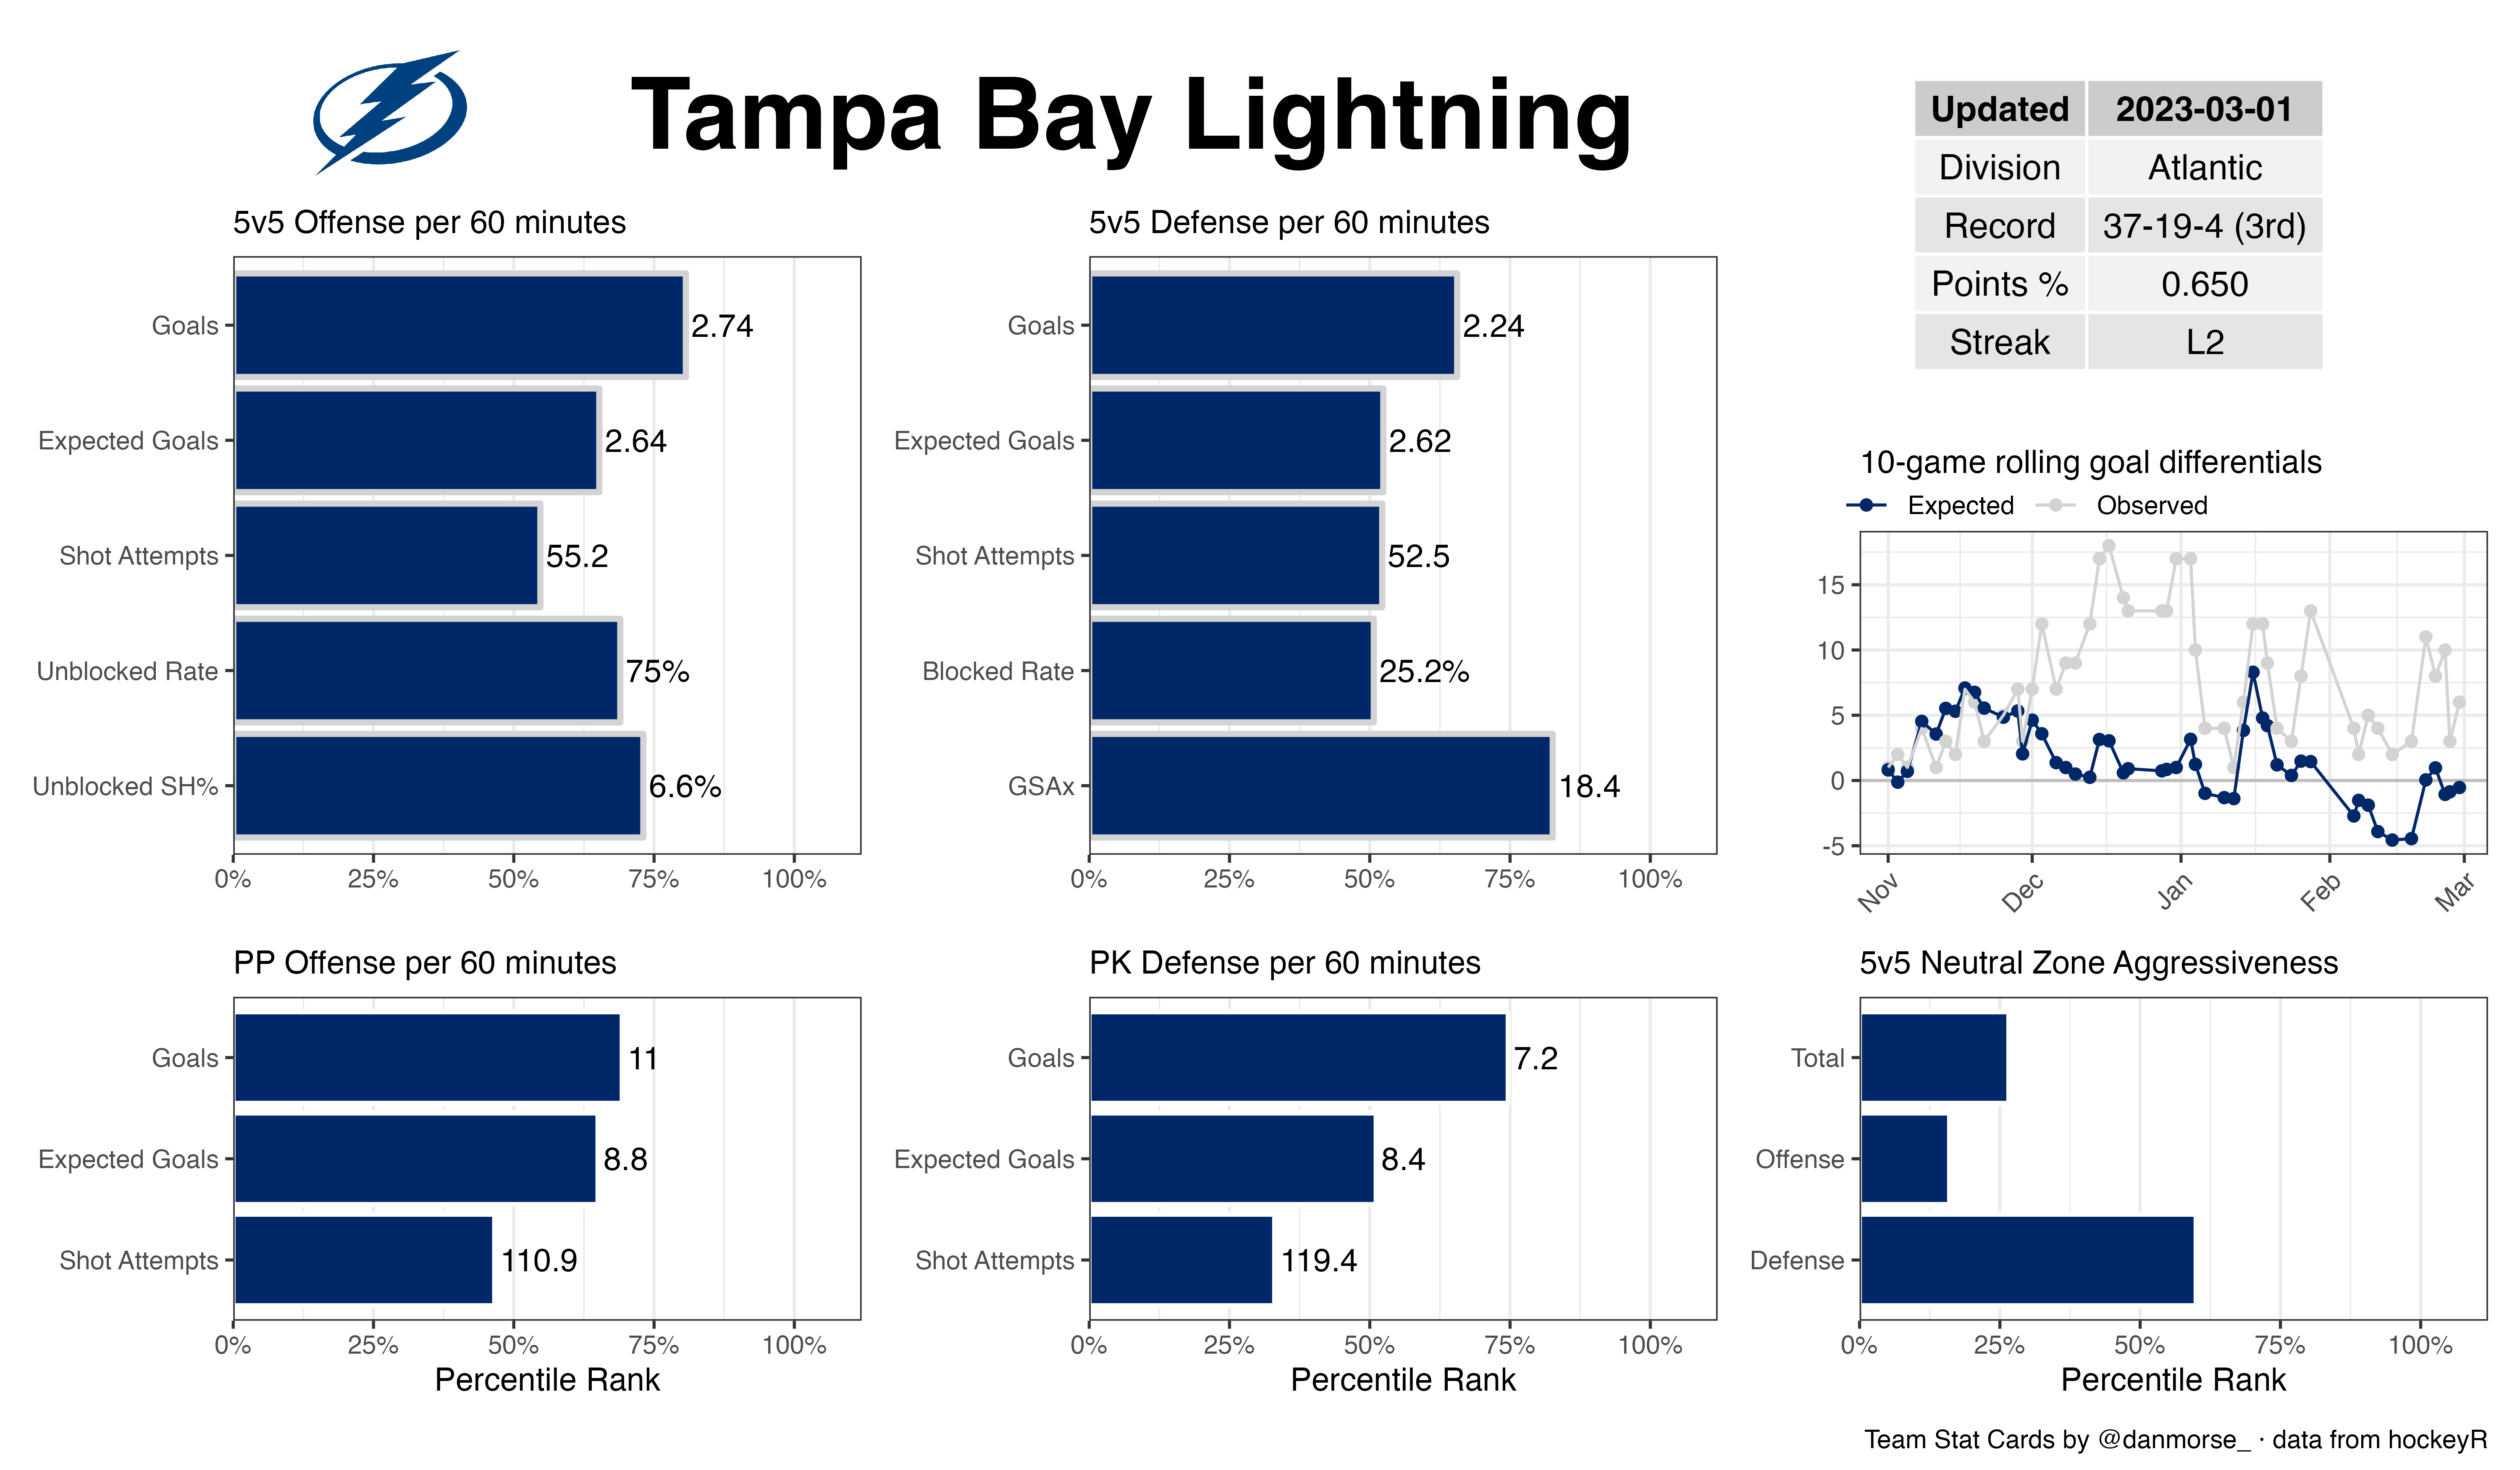 Tampa Bay Lightning
Updated 2023-03-01
Division Atlantic
Record 37-19-4 (3rd)
Points % 0.650
Streak L2
5v5 Offense per 60 minutes
Goals 2.74
Expected Goals 2.64
Shot Attempts 55.2
Unblocked Rate 75%
Unblocked SH% 6.6%
0% 25% 50% 75% 100%
5v5 Defense per 60 minutes
Goals 2.24
Expected Goals 2.62
Shot Attempts 52.5
Blocked Rate 25.2%
GSAx 18.4
0% 25% 50% 75% 100%
10-game rolling goal differentials
Expected Observed
15
10
5
0
-5
Nov Dec Jan Feb Mar
PP Offense per 60 minutes
Goals 11
Expected Goals 8.8
Shot Attempts 110.9
0% 25% 50% 75% 100%
Percentile Rank
PK Defense per 60 minutes
Goals 7.2
Expected Goals 8.4
Shot Attempts 119.4
0% 25% 50% 75% 100%
Percentile Rank
5v5 Neutral Zone Aggressiveness
Total
Offense
Defense
0% 25% 50% 75% 100%
Percentile Rank
Team Stat Cards by @danmorse_ · data from hockeyR